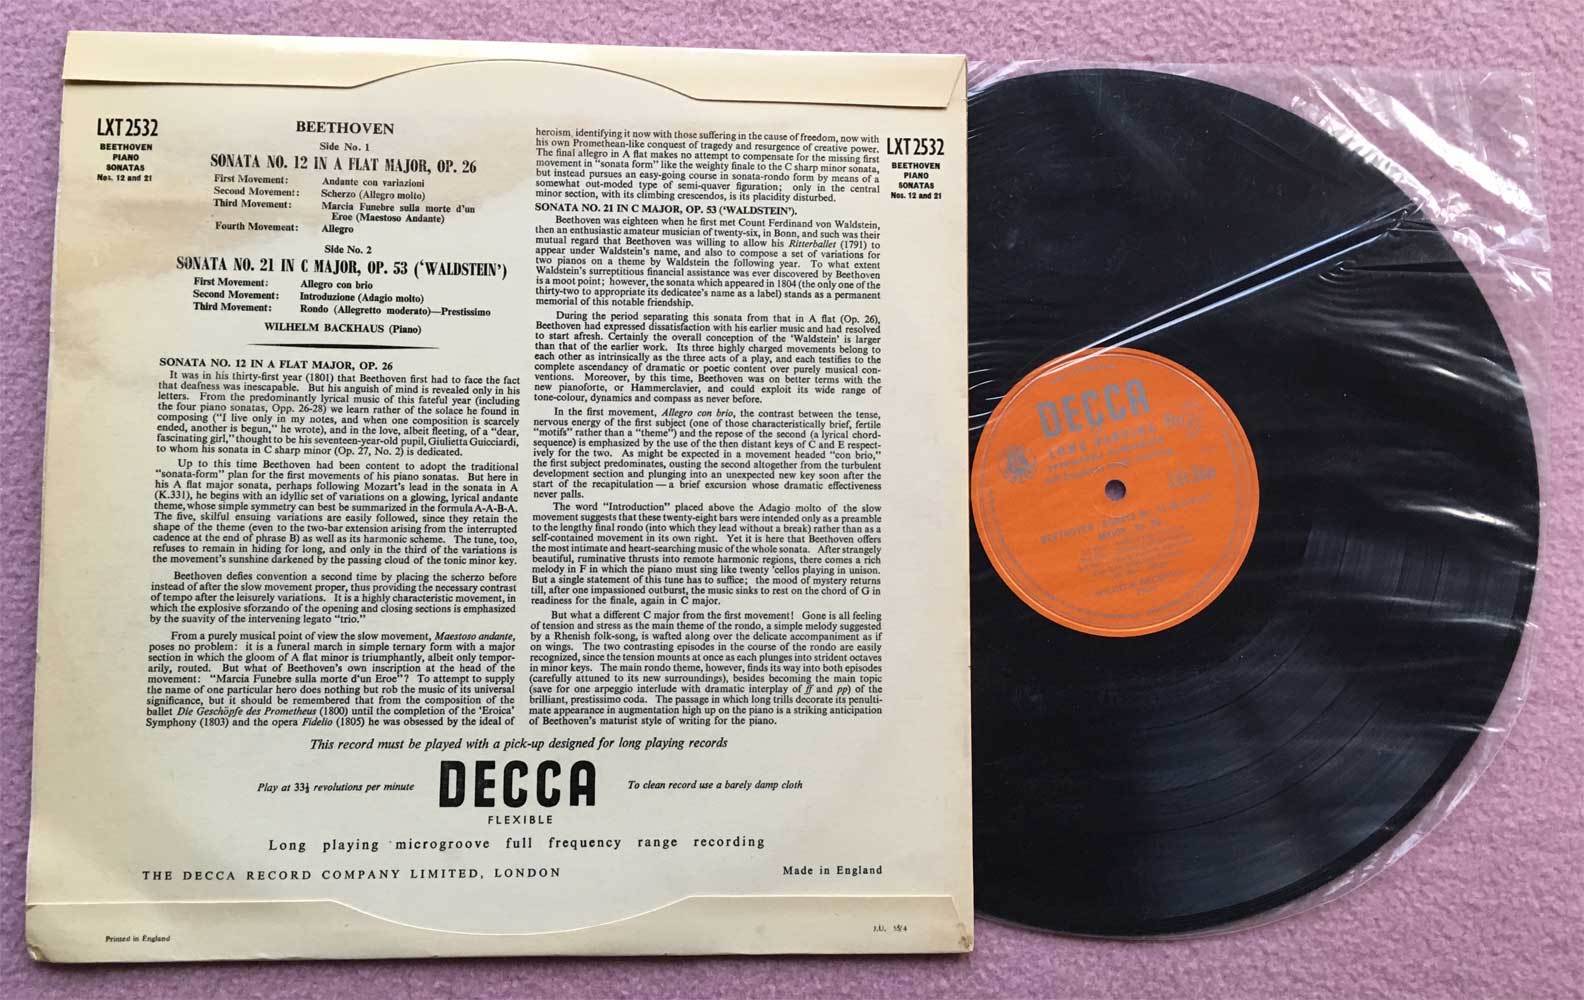 LXT 2532
BEETHOVEN
PIANO
SONATAS
Nos. 12 and 21
BEETHOVEN
Side No. 1
SONATA NO. 12 IN A FLAT MAJOR, OP. 26
First Movement: Andante con variazioni
Second Movement: Scherzo (Allegro molto)
Third Movement: Marcia Funebre sulla morte d'un
Eroe (Maestoso Andante)
Fourth Movement: Allegro
Side No. 2
SONATA NO. 21 IN C MAJOR, OP. 53 ('WALDSTEIN')
First Movement: Allegro con brio
Second Movement: Introduzione (Adagio molto)
Third Movement: Rondo (Allegretto moderato)—Prestissimo
WILHELM BACKHAUS (Piano)
SONATA NO. 12 IN A FLAT MAJOR, OP. 26
It was in his thirty-first year (1801) that Beethoven first had to face the fact
that deafness was inescapable. But his anguish of mind is revealed only in his
letters. From the predominantly lyrical music of this fateful year (including
the four piano sonatas, Opp. 26-28) we learn rather of the solace he found in
composing ("I live only in my notes, and when one composition is scarcely
ended, another is begun," he wrote), and in the love, albeit fleeting, of a "dear,
fascinating girl," thought to be his seventeen-year-old pupil, Giulietta Guicciardi,
to whom his sonata in C sharp minor (Op. 27, No. 2) is dedicated.
Up to this time Beethoven had been content to adopt the traditional
"sonata-form" plan for the first movements of his piano sonatas. But here in
his A flat major sonata, perhaps following Mozart's lead in the sonata in A
(K.331), he begins with an idyllic set of variations on a glowing, lyrical andante
theme, whose simple symmetry can best be summarized in the formula A-A-B-A.
The five, skilful ensuing variations are easily followed, since they retain the
shape of the theme (even to the two-bar extension arising from the interrupted
cadence at the end of phrase B) as well as its harmonic scheme. The tune, too,
refuses to remain in hiding for long, and only in the third of the variations is
the movement's sunshine darkened by the passing cloud of the tonic minor key.
Beethoven defies convention a second time by placing the scherzo before
instead of after the slow movement proper, thus providing the necessary contrast
of tempo after the leisurely variations. It is a highly characteristic movement, in
which the explosive sforzando of the opening and closing sections is emphasized
by the suavity of the intervening legato "trio."
From a purely musical point of view the slow movement, Maestoso andante,
poses no problem: it is a funeral march in simple ternary form with a major
section in which the gloom of A flat minor is triumphantly, albeit only tempor-
arily, routed. But what of Beethoven's own inscription at the head of the
movement: "Marcia Funebre sulla morte d'un Eroe"? To attempt to supply
the name of one particular hero does nothing but rob the music of its universal
significance, but it should be remembered that from the composition of the
ballet Die Geschöpfe des Prometheus (1800) until the completion of the 'Eroica'
Symphony (1803) and the opera Fidelio (1805) he was obsessed by the ideal of
heroism, identifying it now with those suffering in the cause of freedom, now with
his own Promethean-like conquest of tragedy and resurgence of creative power.
The final allegro in A flat makes no attempt to compensate for the missing first
movement in "sonata form" like the weighty finale to the C sharp minor sonata,
but instead pursues an easy-going course in sonata-rondo form by means of a
somewhat out-moded type of semi-quaver figuration; only in the central
minor section, with its climbing crescendos, is its placidity disturbed.
LXT 2532
BEETHOVEN
PIANO
SONATAS
Nos. 12 and 21
SONATA NO. 21 IN C MAJOR, OP. 53 ('WALDSTEIN').
Beethoven was eighteen when he first met Count Ferdinand von Waldstein,
then an enthusiastic amateur musician of twenty-six, in Bonn, and such was their
mutual regard that Beethoven was willing to allow his Ritterballet (1791) to
appear under Waldstein's name, and also to compose a set of variations for
two pianos on a theme by Waldstein the following year. To what extent
Waldstein's surreptitious financial assistance was ever discovered by Beethoven
is a moot point; however, the sonata which appeared in 1804 (the only one of the
thirty-two to appropriate its dedicatee's name as a label) stands as a permanent
memorial of this notable friendship.
During the period separating this sonata from that in A flat (Op. 26),
Beethoven had expressed dissatisfaction with his earlier music and had resolved
to start afresh. Certainly the overall conception of the 'Waldstein' is larger
than that of the earlier work. Its three highly charged movements belong to
each other as intrinsically as the three acts of a play, and each testifies to the
complete ascendancy of dramatic or poetic content over purely musical con-
ventions. Moreover, by this time, Beethoven was on better terms with the
new pianoforte, or Hammerclavier, and could exploit its wide range of
tone-colour, dynamics and compass as never before.
In the first movement, Allegro con brio, the contrast between the tense,
nervous energy of the first subject (one of those characteristically brief, fertile
"motifs" rather than a "theme") and the repose of the second (a lyrical chord-
sequence) is emphasized by the use of the then distant keys of C and E respect-
ively for the two. As might be expected in a movement headed "con brio,"
the first subject predominates, ousting the second altogether from the turbulent
development section and plunging into an unexpected new key soon after the
start of the recapitulation — a brief excursion whose dramatic effectiveness
never palls.
The word "Introduction" placed above the Adagio molto of the slow
movement suggests that these twenty-eight bars were intended only as a preamble
to the lengthy final rondo (into which they lead without a break) rather than as a
self-contained movement in its own right. Yet it is here that Beethoven offers
the most intimate and heart-searching music of the whole sonata. After strangely
beautiful, ruminative thrusts into remote harmonic regions, there comes a rich
melody in F in which the piano must sing like twenty 'cellos playing in unison.
But a single statement of this tune has to suffice; the mood of mystery returns
till, after one impassioned outburst, the music sinks to rest on the chord of G in
readiness for the finale, again in C major.
But what a different C major from the first movement! Gone is all feeling
of tension and stress as the main theme of the rondo, a simple melody suggested
by a Rhenish folk-song, is wafted along over the delicate accompaniment as if
on wings. The two contrasting episodes in the course of the rondo are easily
recognized, since the tension mounts at once as each plunges into strident octaves
in minor keys. The main rondo theme, however, finds its way into both episodes
(carefully attuned to its new surroundings), besides becoming the main topic
(save for one arpeggio interlude with dramatic interplay of ff and pp) of the
brilliant, prestissimo coda. The passage in which long trills decorate its penulti-
mate appearance in augmentation high up on the piano is a striking anticipation
of Beethoven's maturist style of writing for the piano.
This record must be played with a pick-up designed for long playing records
Play at 33⅓ revolutions per minute
DECCA
FLEXIBLE
To clean record use a barely damp cloth
Long playing microgroove full frequency range recording
THE DECCA RECORD COMPANY LIMITED, LONDON
Made in England
Printed in England
J.U. 55/4
DECCA
LONG PLAYING